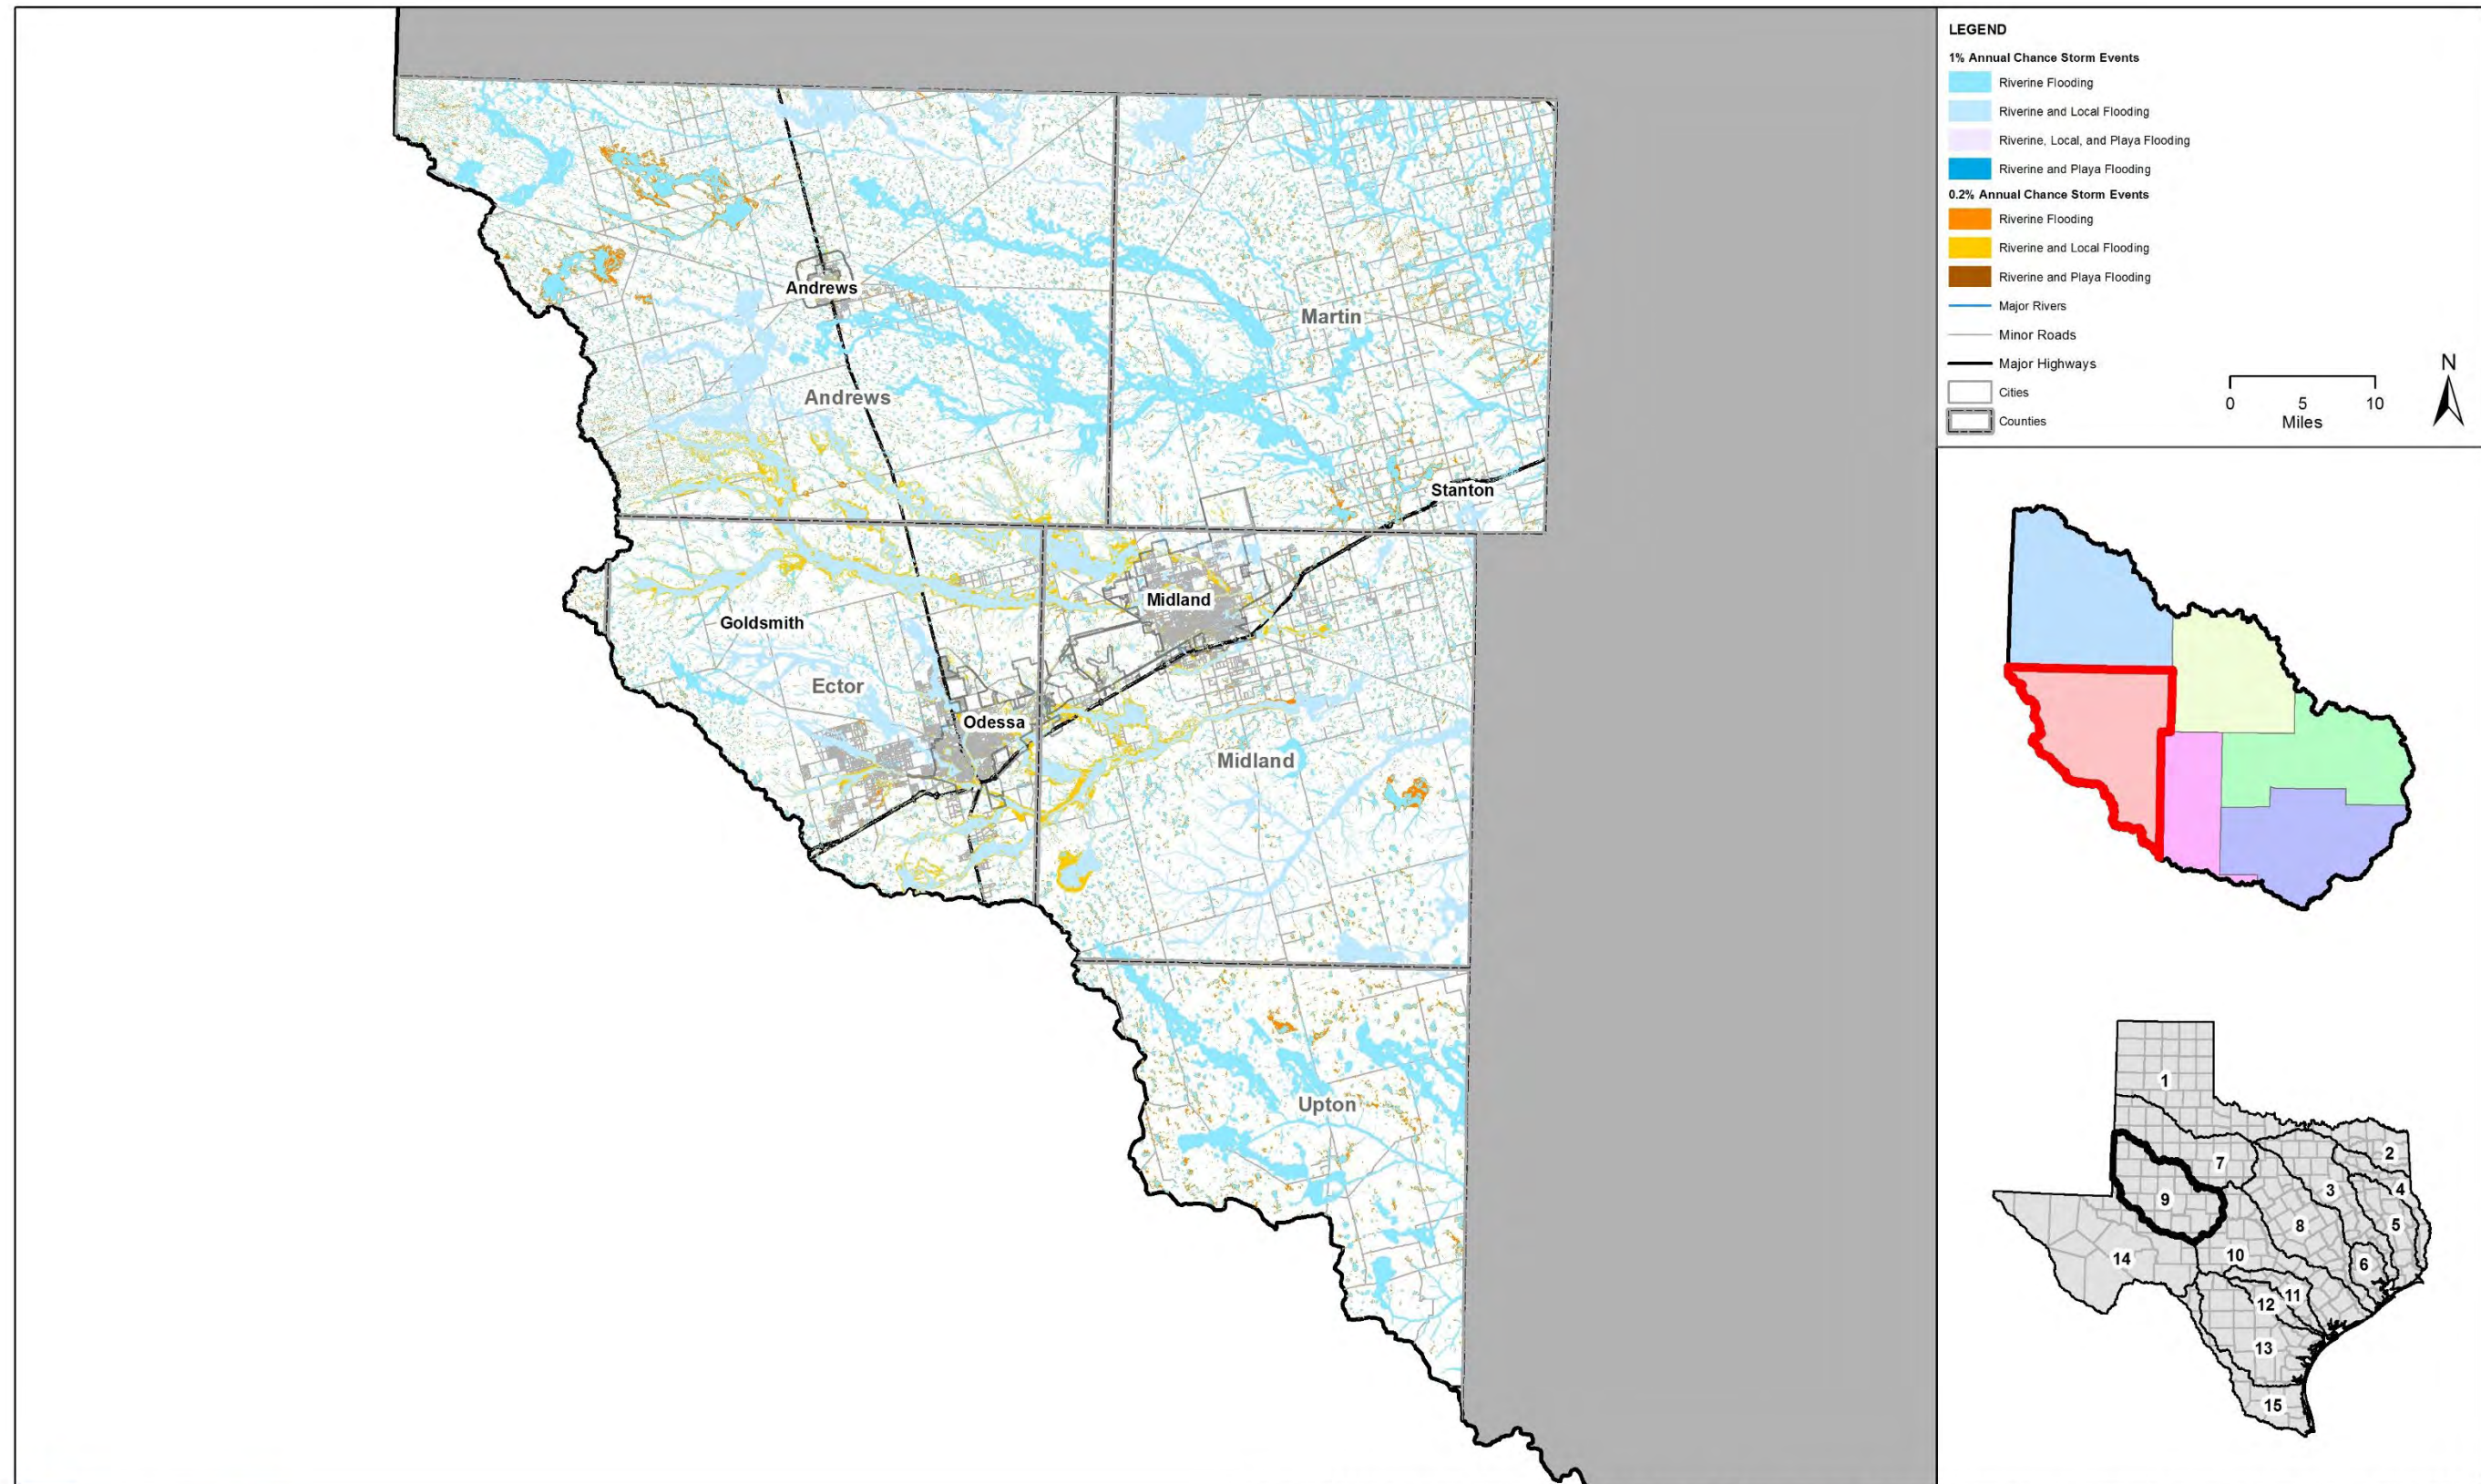 LEGEND
1% Annual Chance Storm Events
Riverine Flooding
Riverine and Local Flooding
Riverine, Local, and Playa Flooding
Riverine and Playa Flooding
0.2% Annual Chance Storm Events
Riverine Flooding
Riverine and Local Flooding
Riverine and Playa Flooding
Major Rivers
Minor Roads
Major Highways
Cities
Counties
N
0 5 10
Miles
Andrews
Martin
Andrews
Stanton
Midland
Goldsmith
Ector
Odessa
Midland
Upton
1
2
7
3
4
9
8
5
10
14
6
11
12
13
15